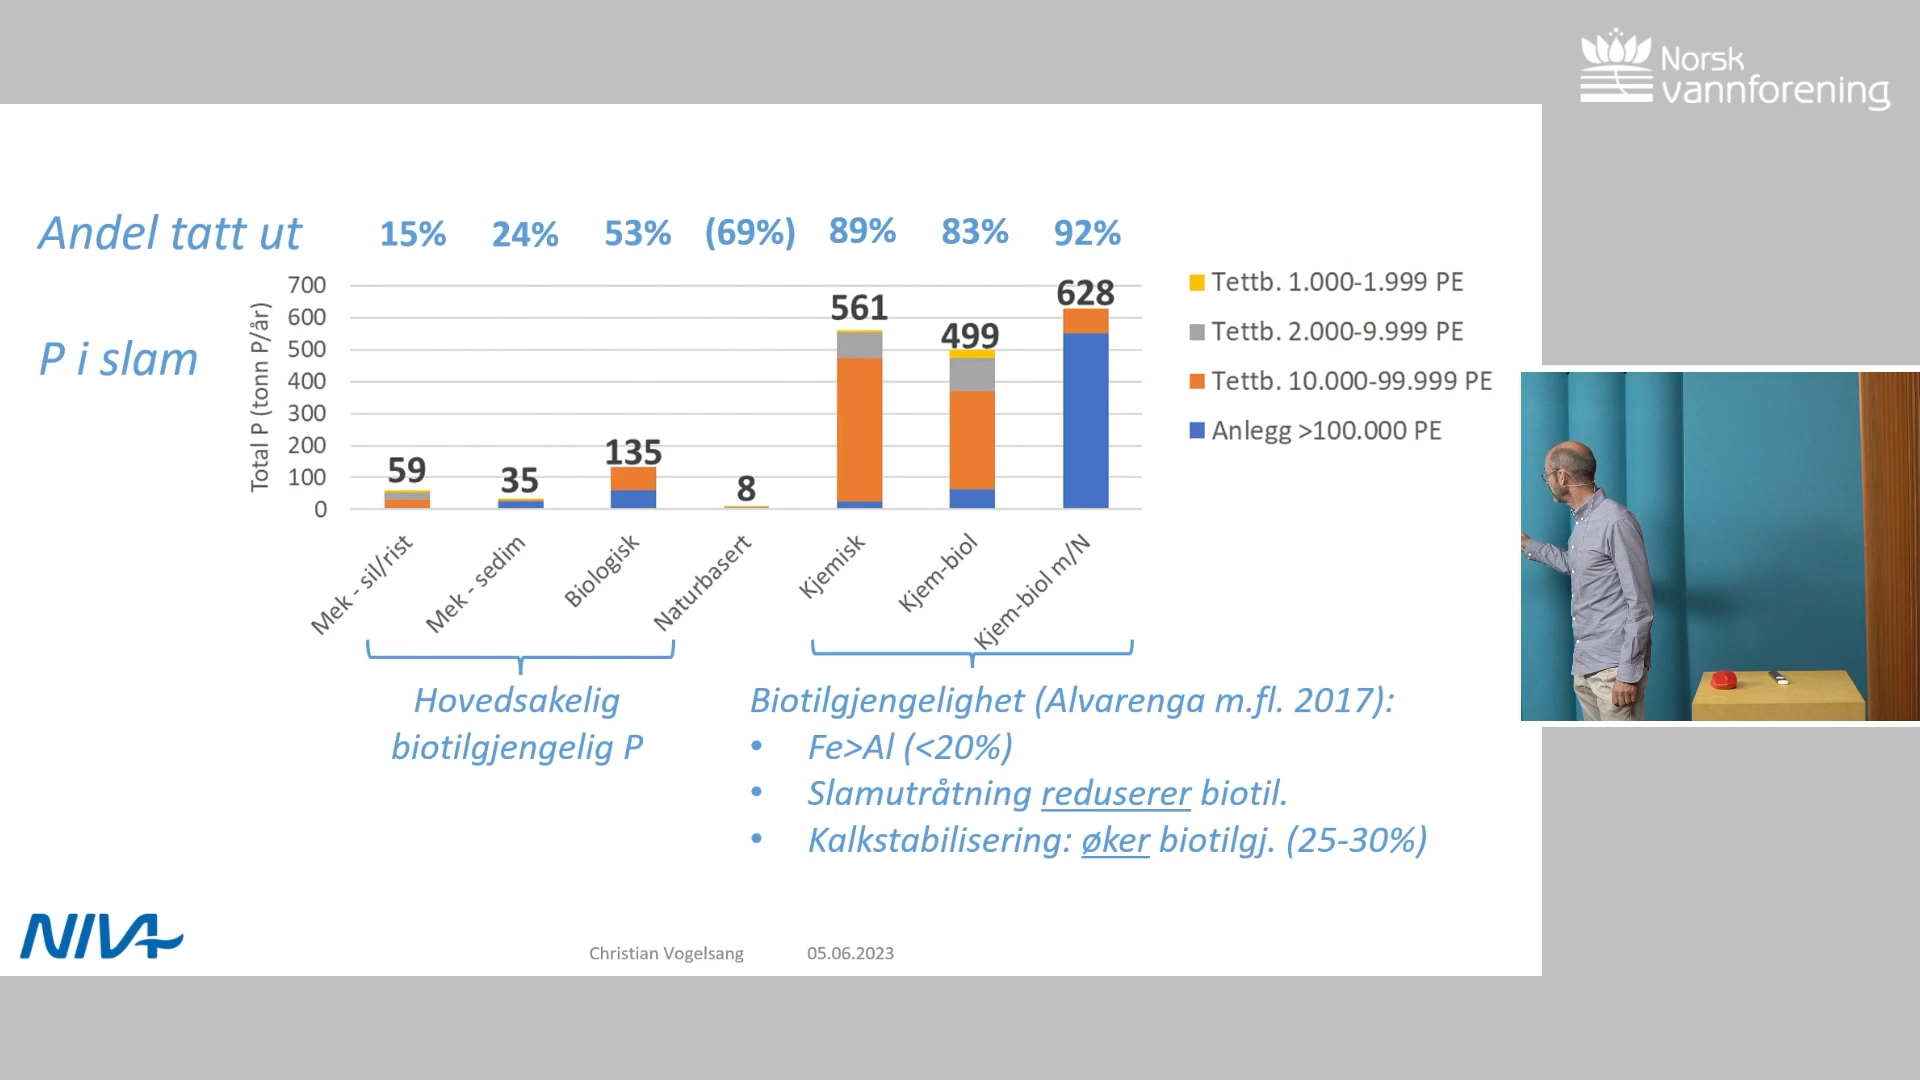 Norsk
vannforening
Andel tatt ut 15% 24% 53% (69%) 89% 83% 92%
P i slam
Total P (tonn P/år)
700
600
500
400
300
200
100
0
59
35
135
8
561
499
628
Mek - sil/rist
Mek - sedim
Biologisk
Naturbasert
Kjemisk
Kjem-biol
Kjem-biol m/N
Tettb. 1.000-1.999 PE
Tettb. 2.000-9.999 PE
Tettb. 10.000-99.999 PE
Anlegg >100.000 PE
Hovedsakelig
biotilgjengelig P
Biotilgjengelighet (Alvarenga m.fl. 2017):
• Fe>Al (<20%)
• Slamutråtning reduserer biotil.
• Kalkstabilisering: øker biotilgj. (25-30%)
NIVA
Christian Vogelsang 05.06.2023